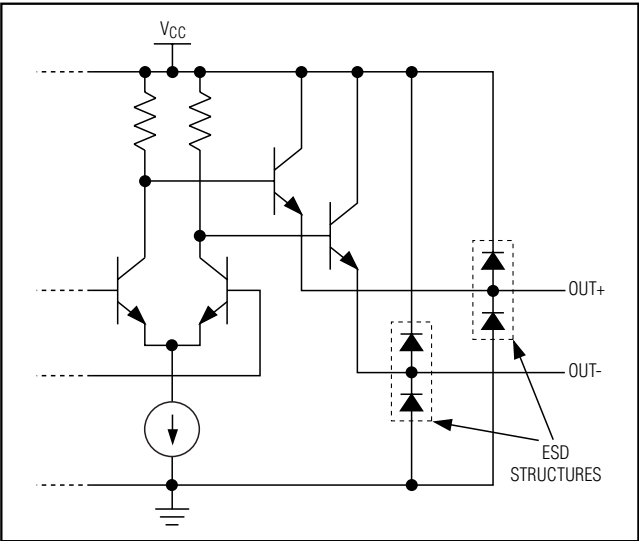 VCC
OUT+
OUT-
ESD
STRUCTURES